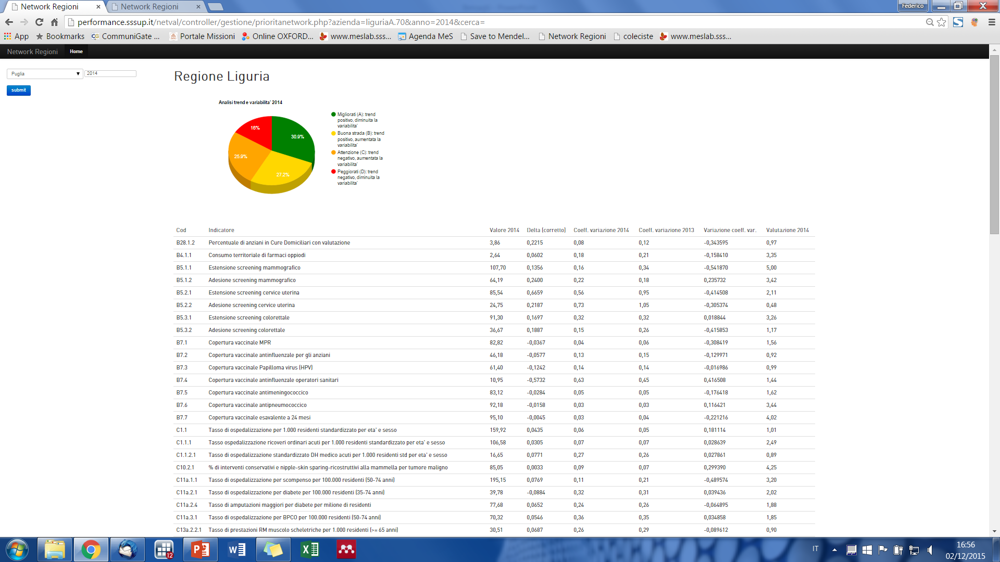 Network Regioni
Network Regioni
Federico
performance.sssup.it/netval/controller/gestione/prioritanetwork.php?azienda=liguriaA.70&anno=2014&cerca=
App Bookmarks CommuniGate ... Portale Missioni Online OXFORD... www.meslab.sss... Agenda MeS Save to Mendel... Network Regioni coleciste www.meslab.sss...
Network Regioni Home
Puglia 2014
submit
Regione Liguria
Analisi trend e variabilita' 2014
30.9%
27.2%
25.9%
16%
Migliorati (A): trend
positivo, diminuita la
variabilita'
Buona strada (B): trend
positivo, aumentata la
variabilita'
Attenzione (C): trend
negativo, aumentata la
variabilita'
Peggiorati (D): trend
negativo, diminuita la
variabilita'
Cod Indicatore Valore 2014 Delta (corretto) Coeff. variazione 2014 Coeff. variazione 2013 Variazione coeff. var. Valutazione 2014
B28.1.2 Percentuale di anziani in Cure Domiciliari con valutazione 3,86 0,2215 0,08 0,12 -0,343595 0,97
B4.1.1 Consumo territoriale di farmaci oppiodi 2,64 0,0602 0,18 0,21 -0,158410 3,35
B5.1.1 Estensione screening mammografico 107,70 0,1356 0,16 0,34 -0,541870 5,00
B5.1.2 Adesione screening mammografico 64,19 0,2400 0,22 0,18 0,235732 3,42
B5.2.1 Estensione screening cervice uterina 85,54 0,6659 0,56 0,95 -0,414508 2,11
B5.2.2 Adesione screening cervice uterina 24,75 0,2187 0,73 1,05 -0,305374 0,48
B5.3.1 Estensione screening colorettale 91,30 0,1697 0,32 0,32 0,018844 3,26
B5.3.2 Adesione screening colorettale 36,67 0,1887 0,15 0,26 -0,415853 1,17
B7.1 Copertura vaccinale MPR 82,82 -0,0367 0,04 0,06 -0,308419 1,56
B7.2 Copertura vaccinale antinfluenzale per gli anziani 46,18 -0,0577 0,13 0,15 -0,129971 0,92
B7.3 Copertura vaccinale Papilloma virus (HPV) 61,40 -0,1242 0,14 0,14 -0,016986 0,99
B7.4 Copertura vaccinale antinfluenzale operatori sanitari 10,95 -0,5732 0,63 0,45 0,416508 1,44
B7.5 Copertura vaccinale antimeningococcico 83,12 -0,0284 0,05 0,05 -0,176418 1,62
B7.6 Copertura vaccinale antipneumococcico 92,18 -0,0158 0,03 0,03 0,116421 3,44
B7.7 Copertura vaccinale esavalente a 24 mesi 95,10 -0,0045 0,03 0,04 -0,221216 4,02
C1.1 Tasso di ospedalizzazione per 1.000 residenti standardizzato per eta' e sesso 159,92 0,0435 0,06 0,05 0,181114 1,01
C1.1.1 Tasso ospedalizzazione ricoveri ordinari acuti per 1.000 residenti standardizzato per eta' e sesso 106,58 0,0305 0,07 0,07 0,028639 2,49
C1.1.2.1 Tasso di ospedalizzazione standardizzato DH medico acuti per 1.000 residenti std per eta' e sesso 16,65 0,0771 0,27 0,26 0,027861 0,89
C10.2.1 % di interventi conservativi e nipple-skin sparing-ricostruttivi alla mammella per tumore maligno 85,05 0,0033 0,09 0,07 0,299390 4,25
C11a.1.1 Tasso di ospedalizzazione per scompenso per 100.000 residenti (50-74 anni) 195,15 0,0769 0,11 0,21 -0,489574 3,20
C11a.2.1 Tasso di ospedalizzazione per diabete per 100.000 residenti (35-74 anni) 39,78 -0,0884 0,32 0,31 0,039436 2,02
C11a.2.4 Tasso di amputazioni maggiori per diabete per milione di residenti 77,68 0,0652 0,24 0,26 -0,064895 1,88
C11a.3.1 Tasso di ospedalizzazione per BPCO per 100.000 residenti (50-74 anni) 70,32 0,0546 0,36 0,35 0,034858 1,85
C13a.2.2.1 Tasso di prestazioni RM muscolo scheletriche per 1.000 residenti (>= 65 anni) 30,51 0,0687 0,26 0,29 -0,089612 0,90
12
IT
16:56
02/12/2015